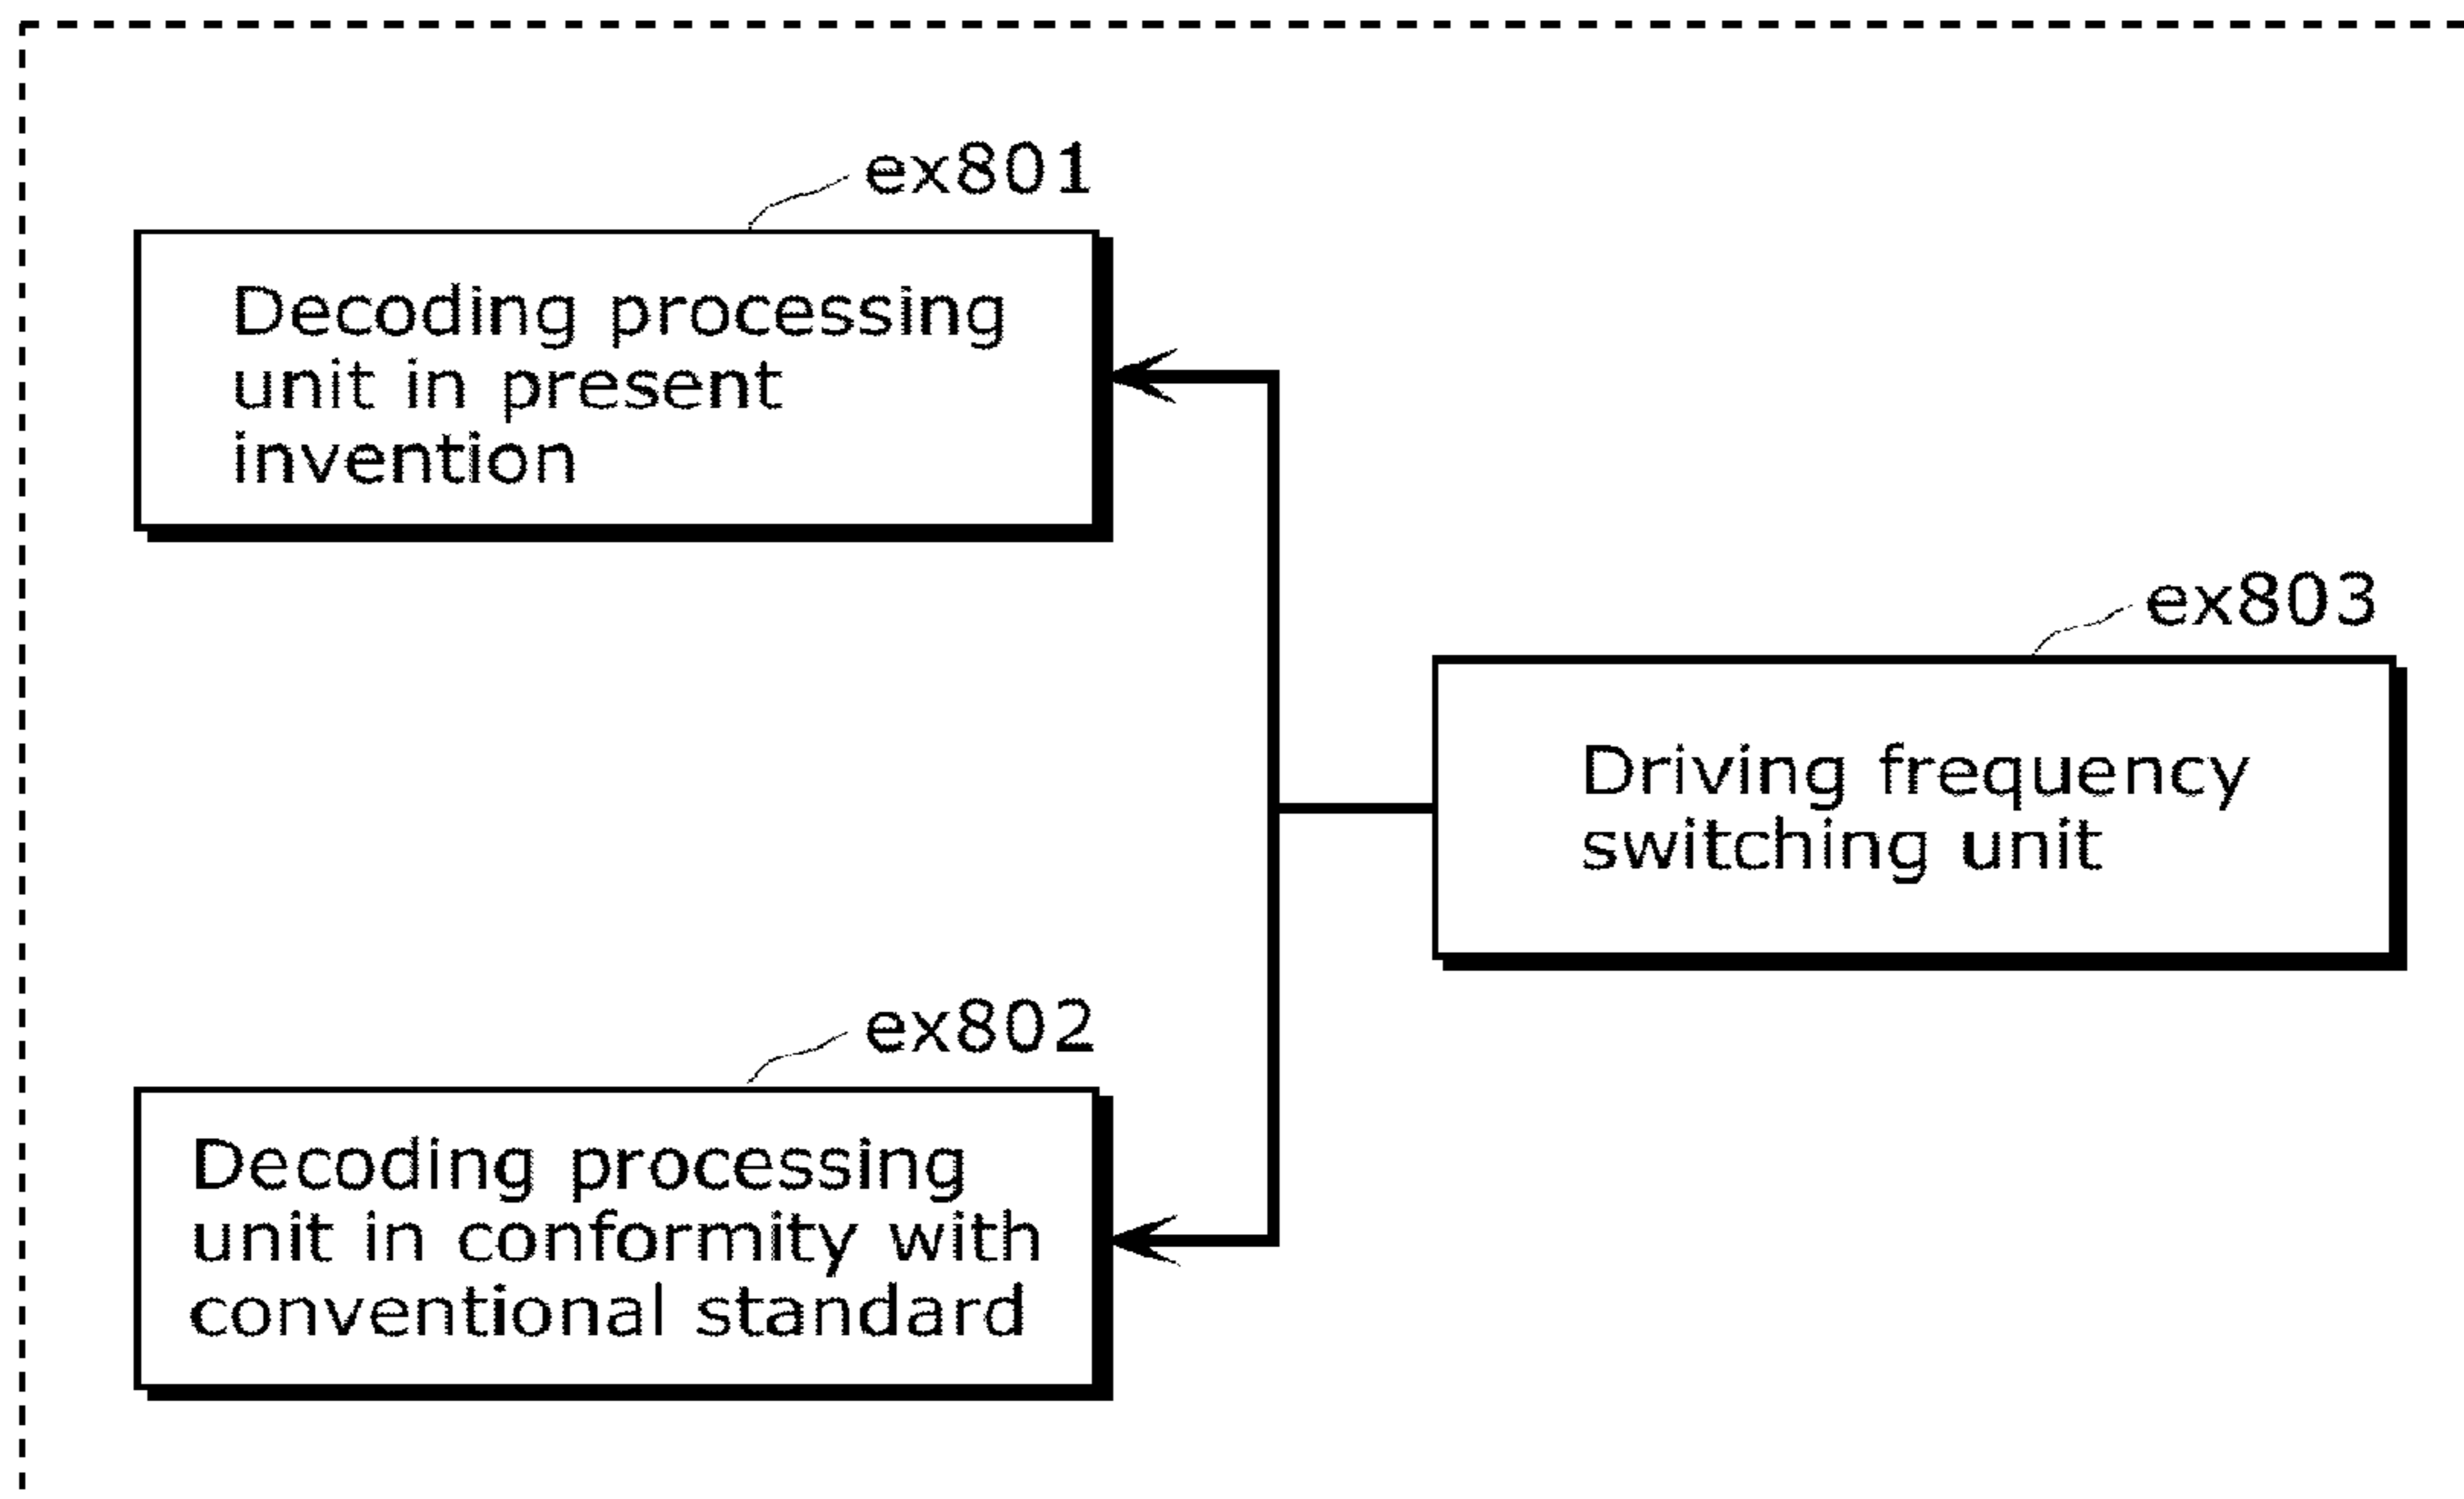 ex801
Decoding processing
unit in present
invention
ex803
Driving frequency
switching unit
ex802
Decoding processing
unit in conformity with
conventional standard